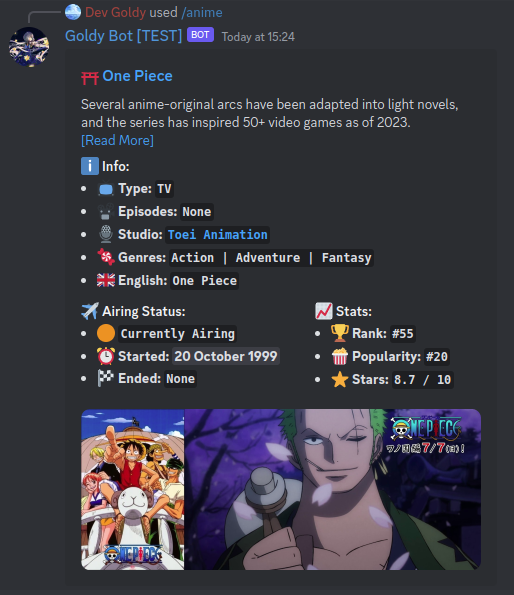 Dev Goldy used /anime
Goldy Bot [TEST] BOT Today at 15:24
One Piece
Several anime-original arcs have been adapted into light novels,
and the series has inspired 50+ video games as of 2023.
[Read More]
Info:
Type: TV
Episodes: None
Studio: Toei Animation
Genres: Action | Adventure | Fantasy
English: One Piece
Airing Status:
Currently Airing
Started: 20 October 1999
Ended: None
Stats:
Rank: #55
Popularity: #20
Stars: 8.7 / 10
ONE PIECE
ONE PIECE
ワノ国編 7/7(日)!